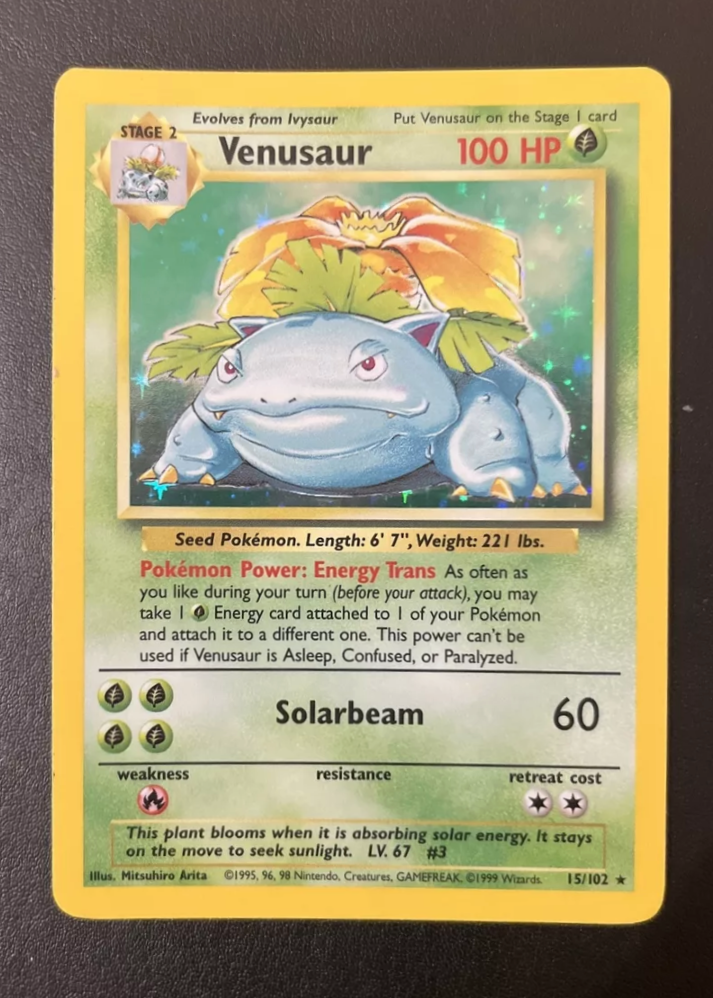 Evolves from Ivysaur Put Venusaur on the Stage 1 card
STAGE 2
Venusaur 100 HP
Seed Pokémon. Length: 6' 7", Weight: 221 lbs.
Pokémon Power: Energy Trans As often as
you like during your turn (before your attack), you may
take 1 Energy card attached to 1 of your Pokémon
and attach it to a different one. This power can't be
used if Venusaur is Asleep, Confused, or Paralyzed.
Solarbeam 60
weakness resistance retreat cost
This plant blooms when it is absorbing solar energy. It stays
on the move to seek sunlight. LV. 67 #3
Illus. Mitsuhiro Arita ©1995, 96, 98 Nintendo, Creatures, GAMEFREAK. ©1999 Wizards. 15/102 ★